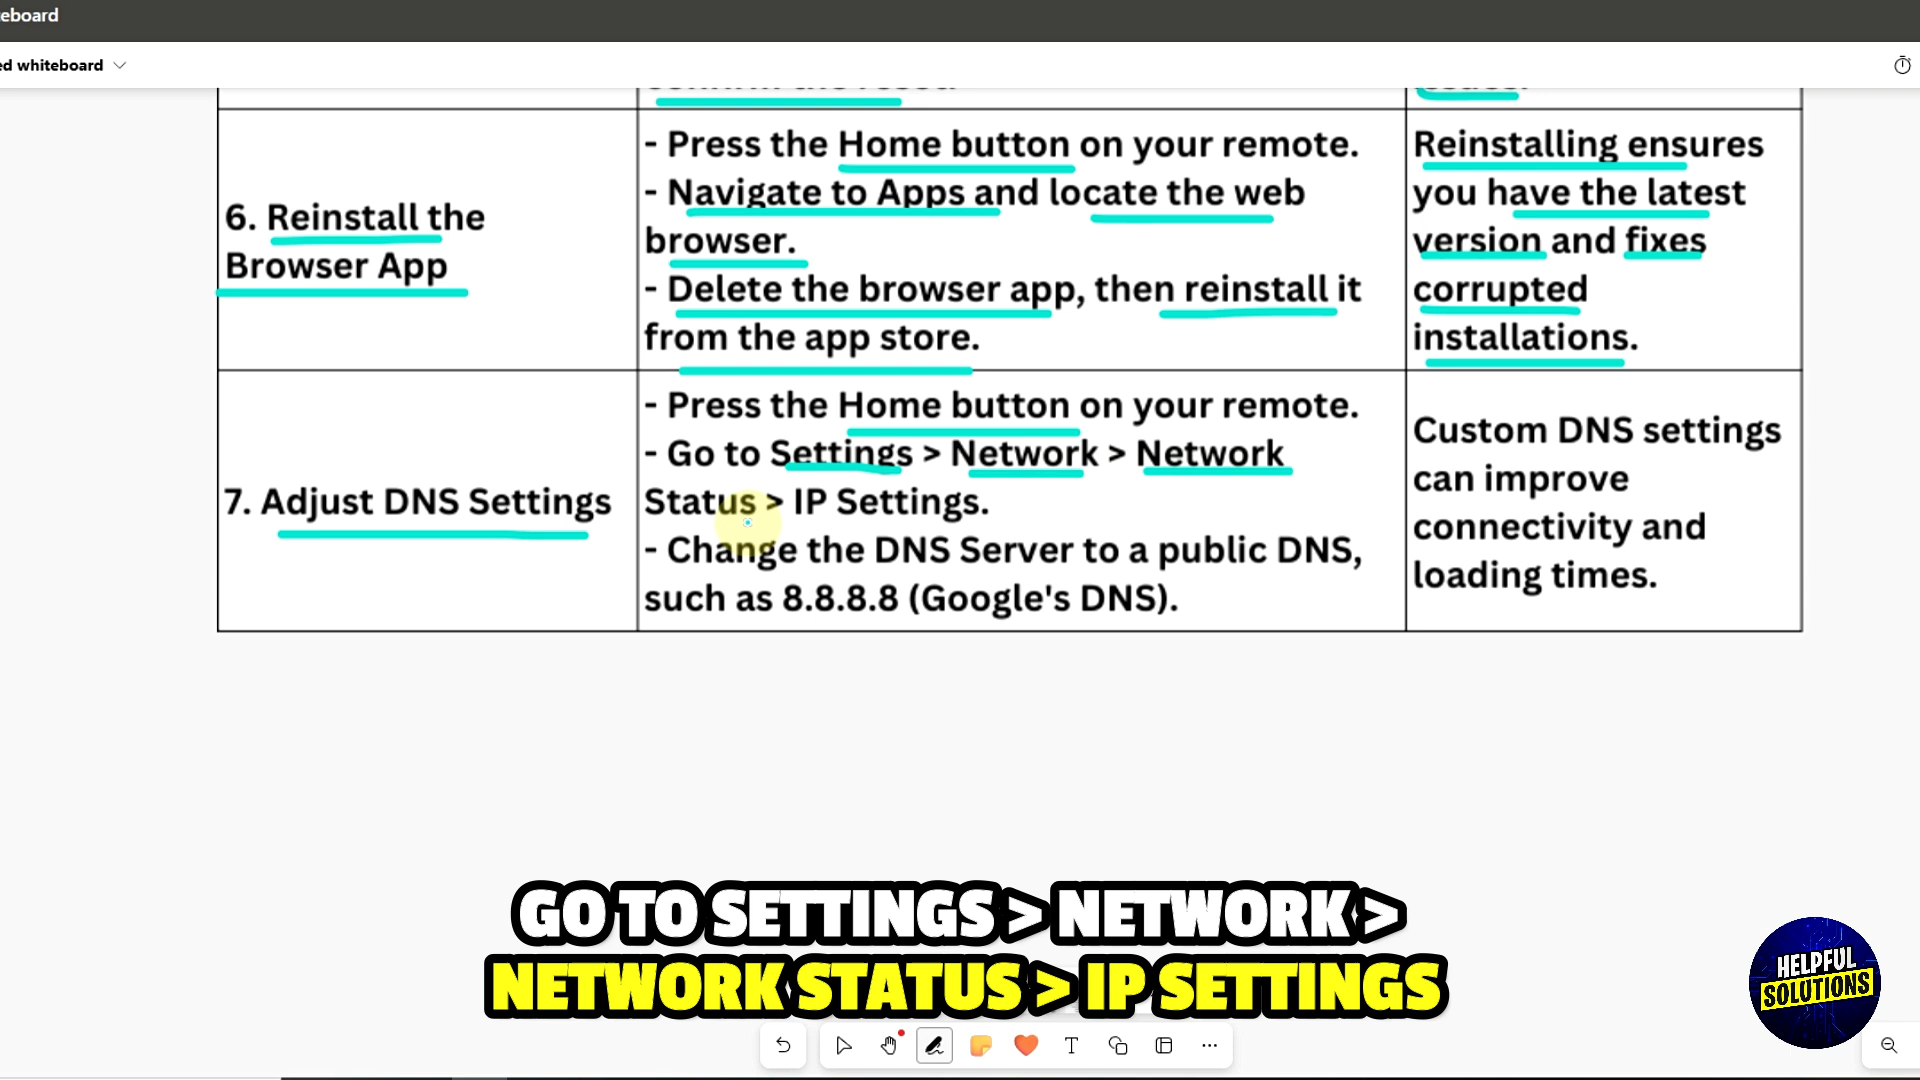 eboard
ed whiteboard
6. Reinstall the
Browser App
- Press the Home button on your remote.
- Navigate to Apps and locate the web
browser.
- Delete the browser app, then reinstall it
from the app store.
Reinstalling ensures
you have the latest
version and fixes
corrupted
installations.
7. Adjust DNS Settings
- Press the Home button on your remote.
- Go to Settings > Network > Network
Status > IP Settings.
- Change the DNS Server to a public DNS,
such as 8.8.8.8 (Google's DNS).
Custom DNS settings
can improve
connectivity and
loading times.
GO TO SETTINGS > NETWORK >
NETWORK STATUS > IP SETTINGS
HELPFUL
SOLUTIONS